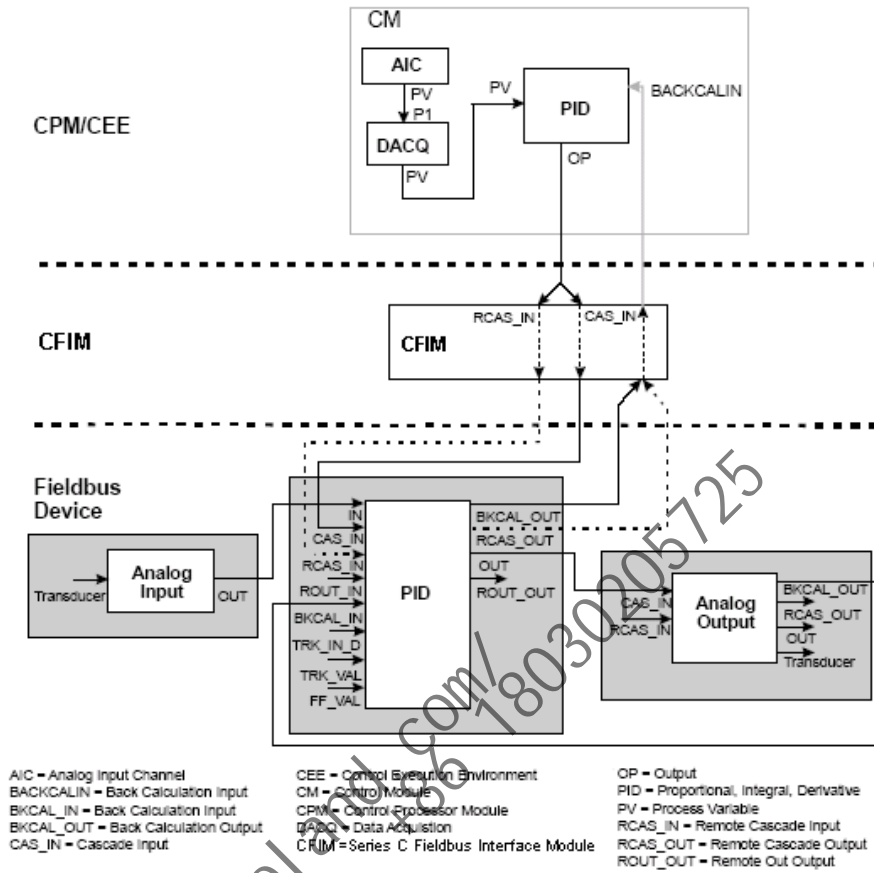 CM
AIC
PV
P1
DACQ
PV
PV
PID
OP
BACKCALIN
CPM/CEE
RCAS_IN
CAS_IN
CFIM
CFIM
Fieldbus
Device
Transducer
Analog
Input
OUT
IN
CAS_IN
RCAS_IN
ROUT_IN
BKCAL_IN
TRK_IN_D
TRK_VAL
FF_VAL
PID
BKCAL_OUT
RCAS_OUT
OUT
ROUT_OUT
CAS_IN
RCAS_IN
Analog
Output
BKCAL_OUT
RCAS_OUT
OUT
Transducer
AIC = Analog Input Channel
BACKCALIN = Back Calculation Input
BKCAL_IN = Back Calculation Input
BKCAL_OUT = Back Calculation Output
CAS_IN = Cascade Input
CEE = Control Execution Environment
CM = Control Module
CPM = Control Processor Module
DACQ = Data Acquistion
CFIM =Series C Fieldbus Interface Module
OP = Output
PID = Proportional, Integral, Derivative
PV = Process Variable
RCAS_IN = Remote Cascade Input
RCAS_OUT = Remote Cascade Output
ROUT_OUT = Remote Out Output
+86 18030205725